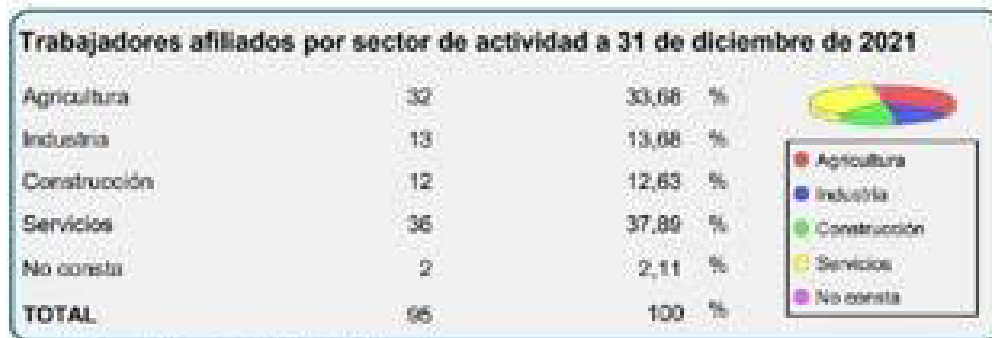 Trabajadores afiliados por sector de actividad a 31 de diciembre de 2021
Agricultura 32 33,68 %
Industria 13 13,68 %
Construcción 12 12,63 %
Servicios 36 37,89 %
No consta 2 2,11 %
TOTAL 95 100 %
Agricultura
Industria
Construcción
Servicios
No consta